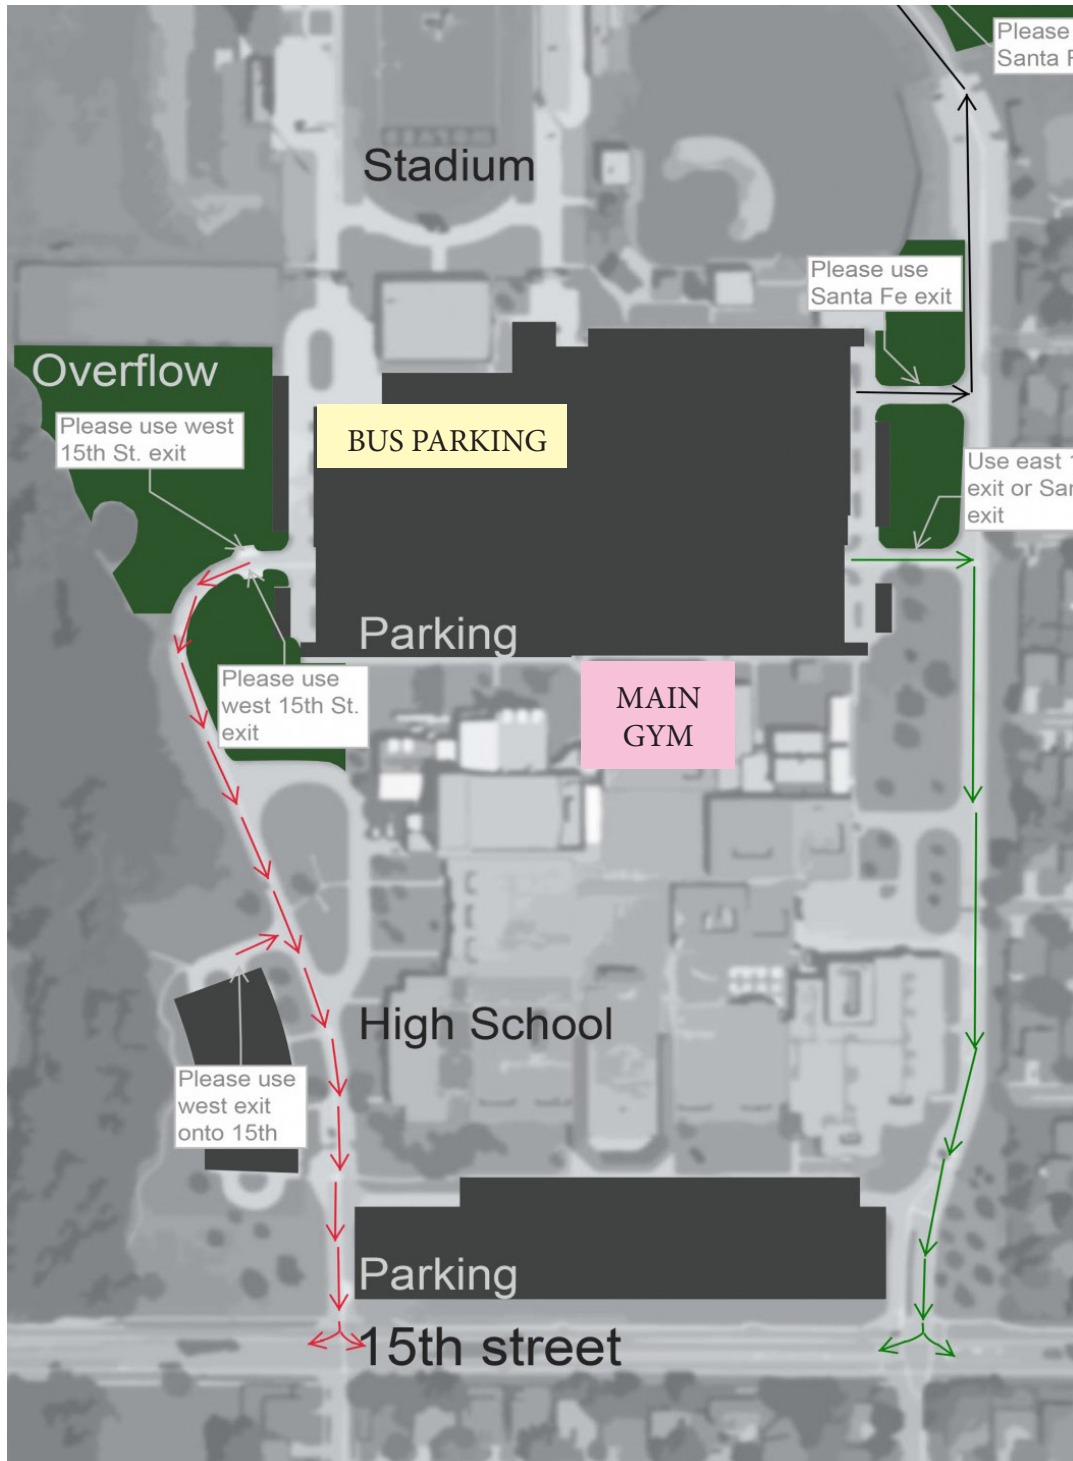 Please
Santa F
Stadium
Please use
Santa Fe exit
Overflow
Please use west
15th St. exit
BUS PARKING
Use east 1
exit or San
exit
Parking
Please use
west 15th St.
exit
MAIN
GYM
High School
Please use
west exit
onto 15th
Parking
15th street